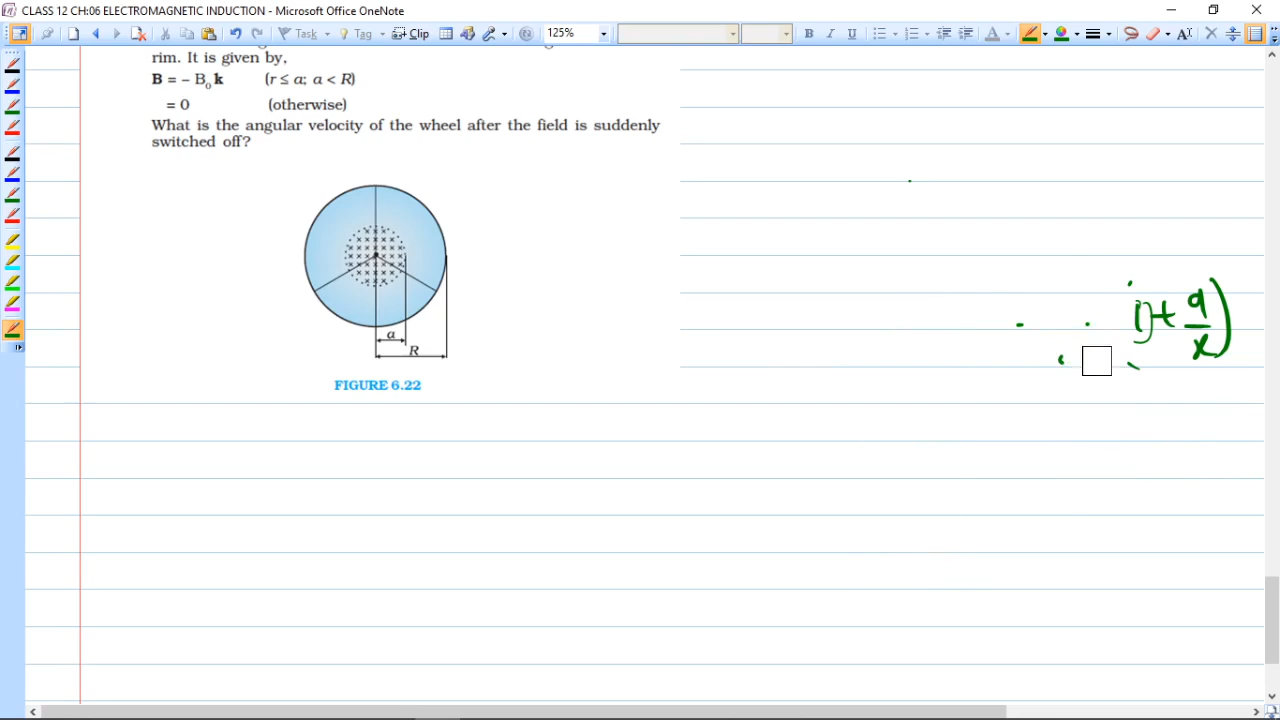 CLASS 12 CH:06 ELECTROMAGNETIC INDUCTION - Microsoft Office OneNote
Task Tag Clip 125% B I U
rim. It is given by,
B = − B₀ k (r ≤ a; a < R)
= 0 (otherwise)
What is the angular velocity of the wheel after the field is suddenly
switched off?
a
R
FIGURE 6.22